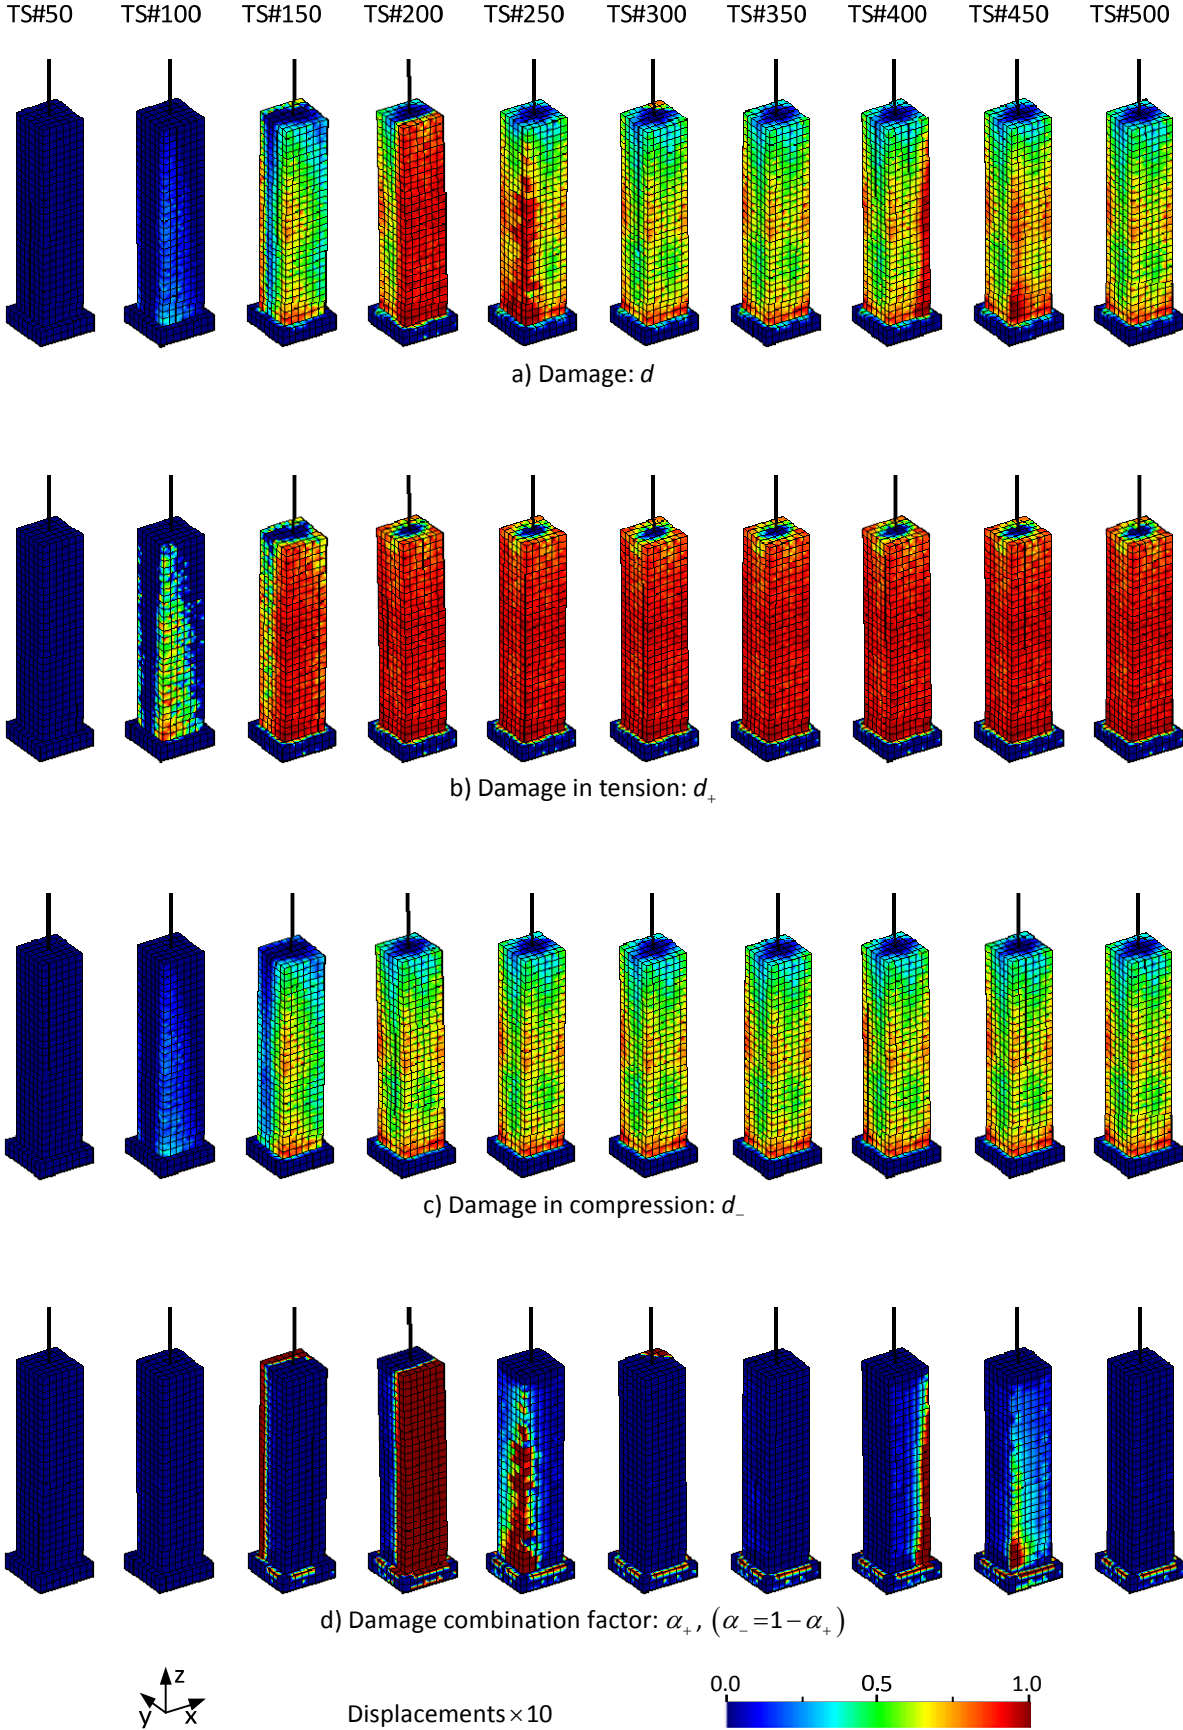 TS#50 TS#100 TS#150 TS#200 TS#250 TS#300 TS#350 TS#400 TS#450 TS#500
a) Damage: d
b) Damage in tension: d₊
c) Damage in compression: d₋
d) Damage combination factor: α₊, (α₋=1−α₊)
z
y x
Displacements×10
0.0 0.5 1.0